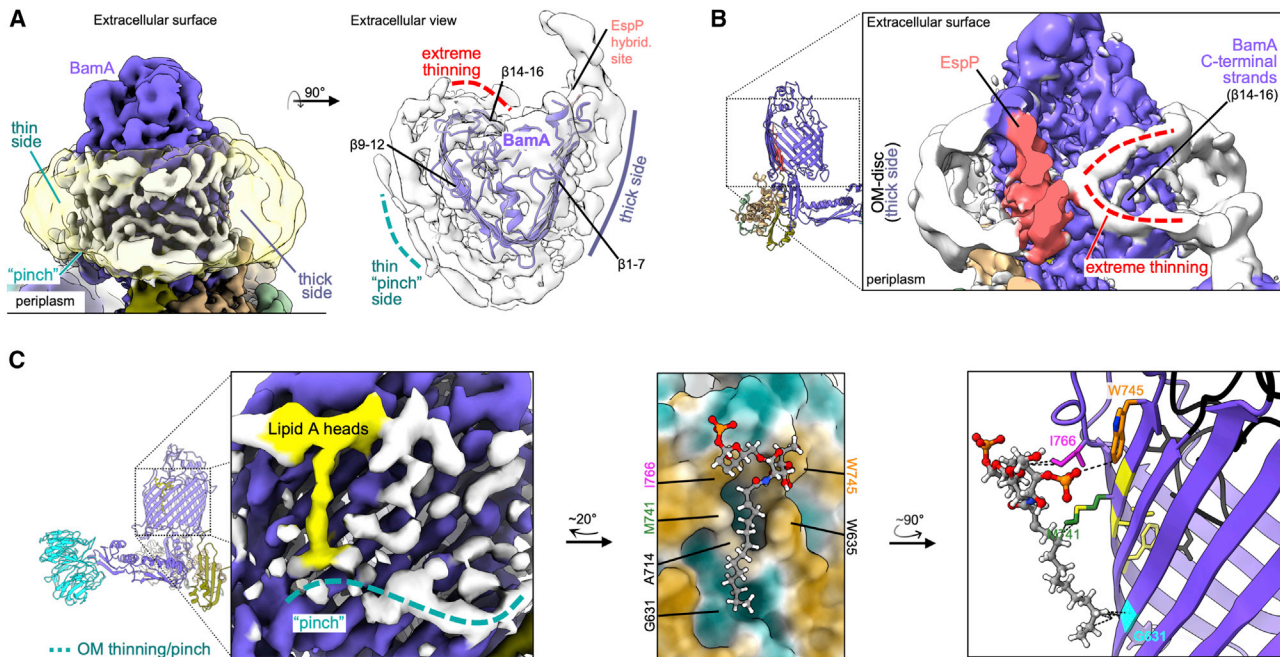 A
Extracellular surface
BamA
thin
side
"pinch"
periplasm
thick
side
90°
Extracellular view
extreme
thinning
β14-16
EspP
hybrid.
site
BamA
β9-12
thick side
thin
"pinch"
side
β1-7
B
Extracellular surface
EspP
BamA
C-terminal
strands
(β14-16)
OM-disc
(thick side)
extreme thinning
periplasm
C
Lipid A heads
"pinch"
OM thinning/pinch
~20°
I766
M741
A714
G631
W745
W635
~90°
W745
I766
M741
G631